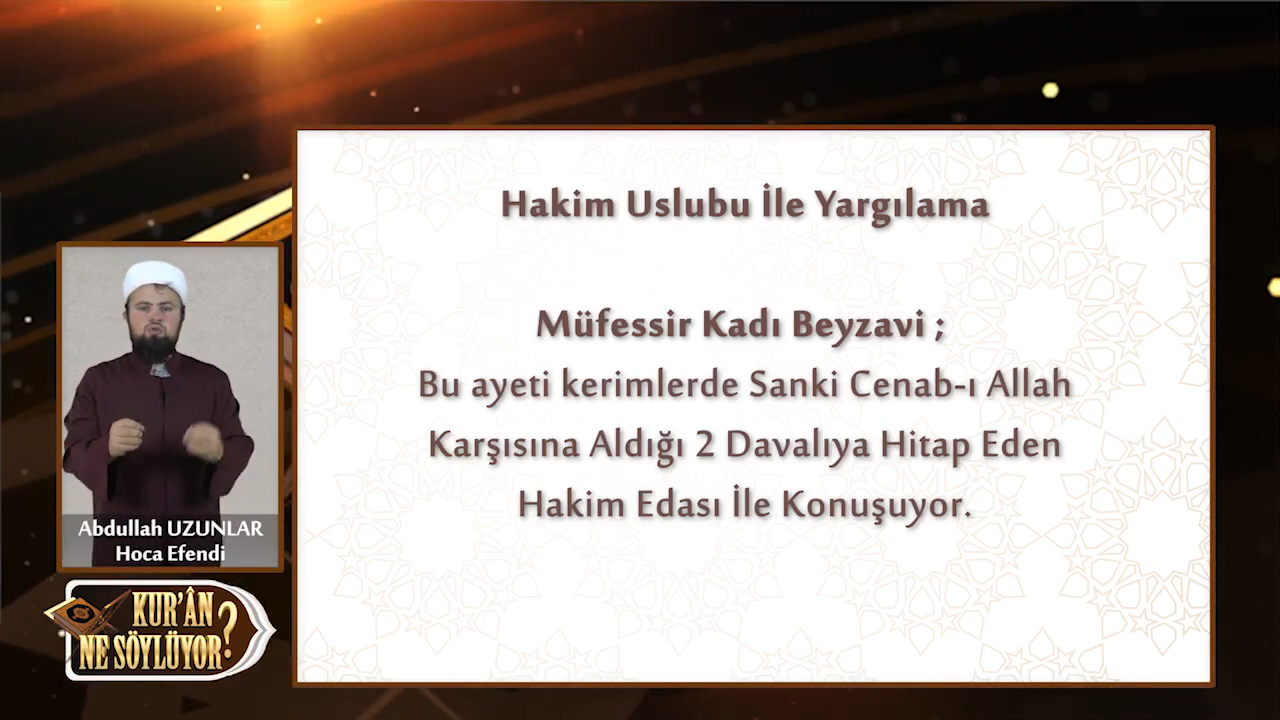 Hakim Uslubu İle Yargılama
Müfessir Kadı Beyzavi ;
Bu ayeti kerimlerde Sanki Cenab-ı Allah
Karşısına Aldığı 2 Davalıya Hitap Eden
Hakim Edası İle Konuşuyor.
Abdullah UZUNLAR
Hoca Efendi
KUR'ÂN
NE SÖYLÜYOR?